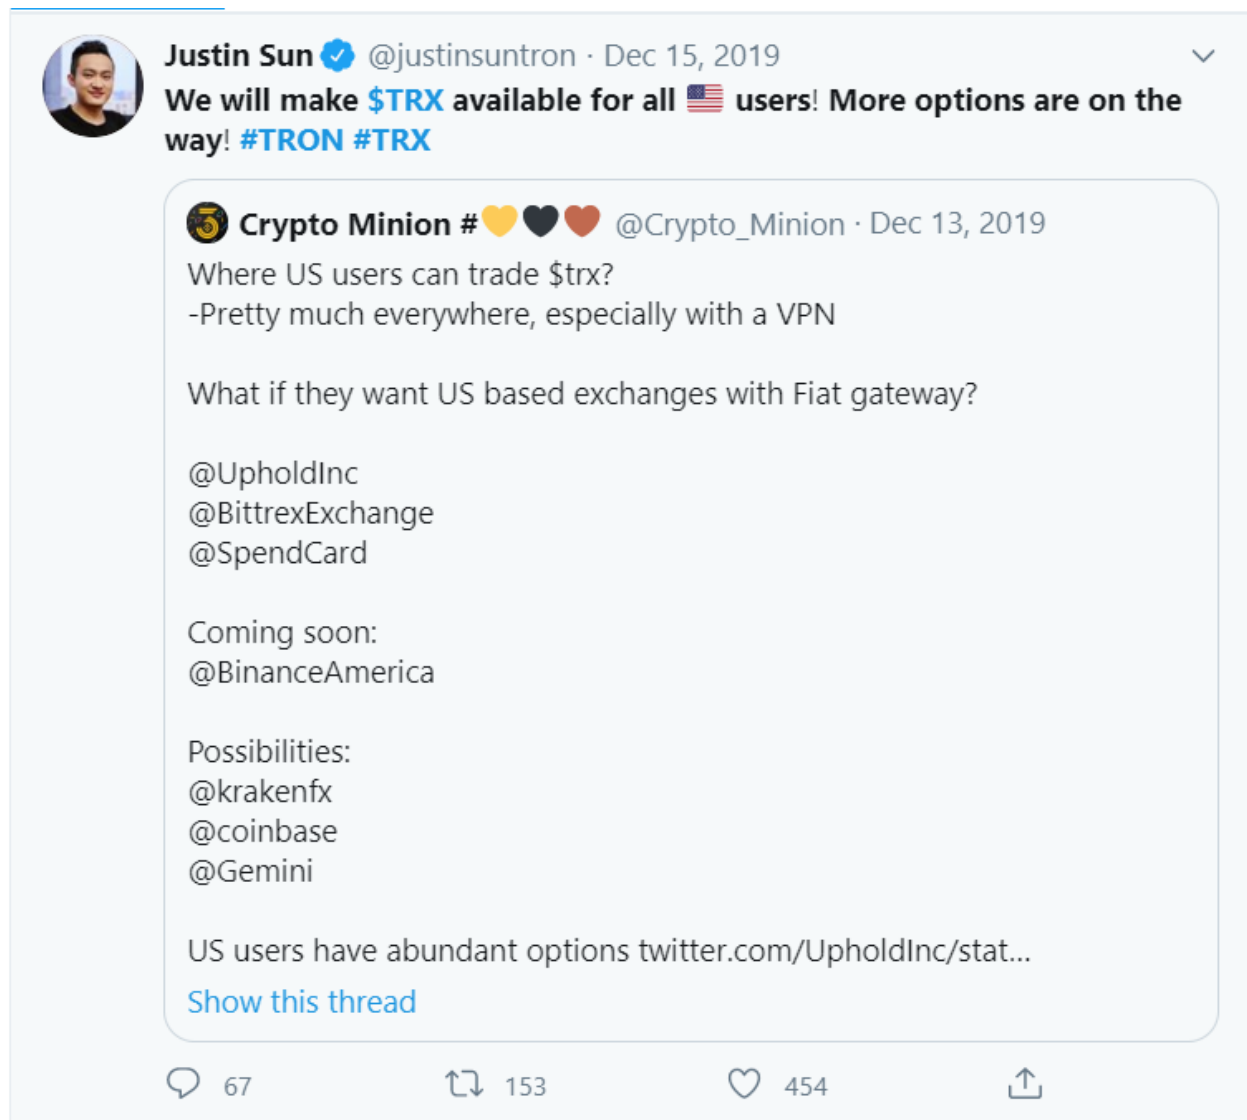 Justin Sun @justinsuntron · Dec 15, 2019
We will make $TRX available for all 🇺🇸 users! More options are on the
way! #TRON #TRX
Crypto Minion #💛🖤🤎 @Crypto_Minion · Dec 13, 2019
Where US users can trade $trx?
-Pretty much everywhere, especially with a VPN
What if they want US based exchanges with Fiat gateway?
@UpholdInc
@BittrexExchange
@SpendCard
Coming soon:
@BinanceAmerica
Possibilities:
@krakenfx
@coinbase
@Gemini
US users have abundant options twitter.com/UpholdInc/stat...
Show this thread
67 153 454